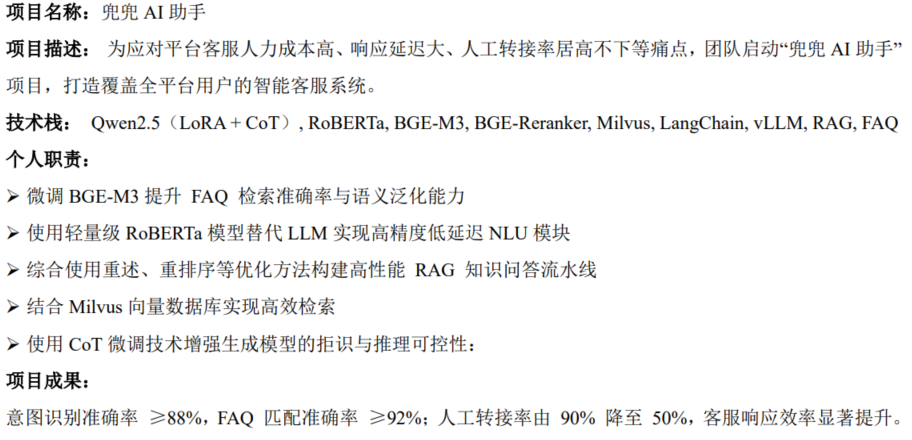 项目名称：兜兜 AI 助手
项目描述： 为应对平台客服人力成本高、响应延迟大、人工转接率居高不下等痛点，团队启动“兜兜 AI 助手”
项目，打造覆盖全平台用户的智能客服系统。
技术栈： Qwen2.5（LoRA + CoT）, RoBERTa, BGE-M3, BGE-Reranker, Milvus, LangChain, vLLM, RAG, FAQ
个人职责：
➢ 微调 BGE-M3 提升 FAQ 检索准确率与语义泛化能力
➢ 使用轻量级 RoBERTa 模型替代 LLM 实现高精度低延迟 NLU 模块
➢ 综合使用重述、重排序等优化方法构建高性能 RAG 知识问答流水线
➢ 结合 Milvus 向量数据库实现高效检索
➢ 使用 CoT 微调技术增强生成模型的拒识与推理可控性：
项目成果：
意图识别准确率 ≥88%，FAQ 匹配准确率 ≥92%；人工转接率由 90% 降至 50%，客服响应效率显著提升。